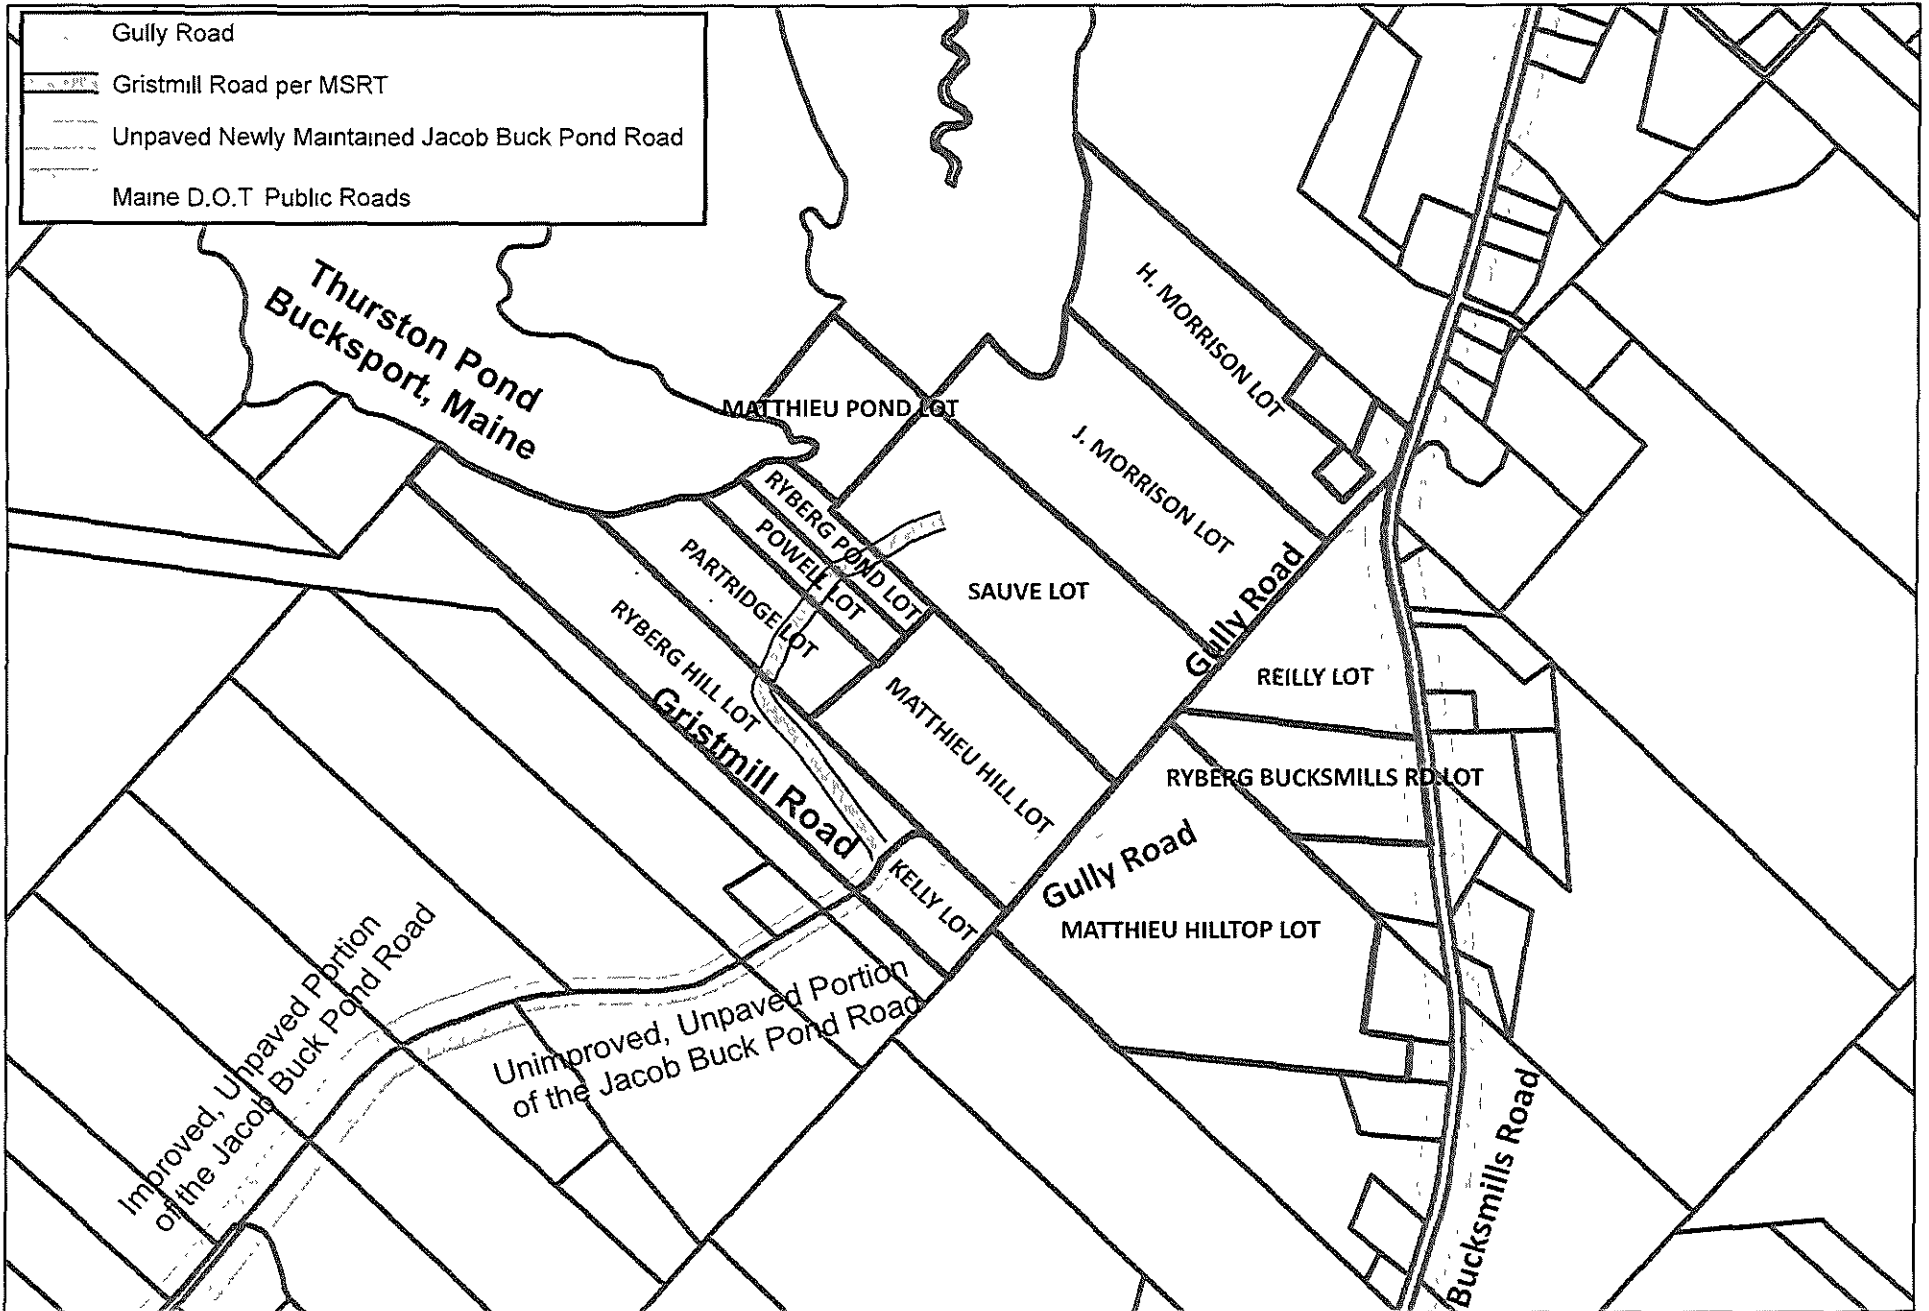 Gully Road
Gristmill Road per MSRT
Unpaved Newly Maintained Jacob Buck Pond Road
Maine D.O.T Public Roads
Thurston Pond
Bucksport, Maine
MATTHIEU POND LOT
H. MORRISON LOT
J. MORRISON LOT
RYBERG POND LOT
POWELL LOT
PARTRIDGE LOT
RYBERG HILL LOT
SAUVE LOT
Gully Road
REILLY LOT
MATTHIEU HILL LOT
Gristmill Road
RYBERG BUCKSMILLS RD.LOT
Gully Road
KELLY LOT
MATTHIEU HILLTOP LOT
Improved, Unpaved Portion
of the Jacob Buck Pond Road
Unimproved, Unpaved Portion
of the Jacob Buck Pond Road
Bucksmills Road